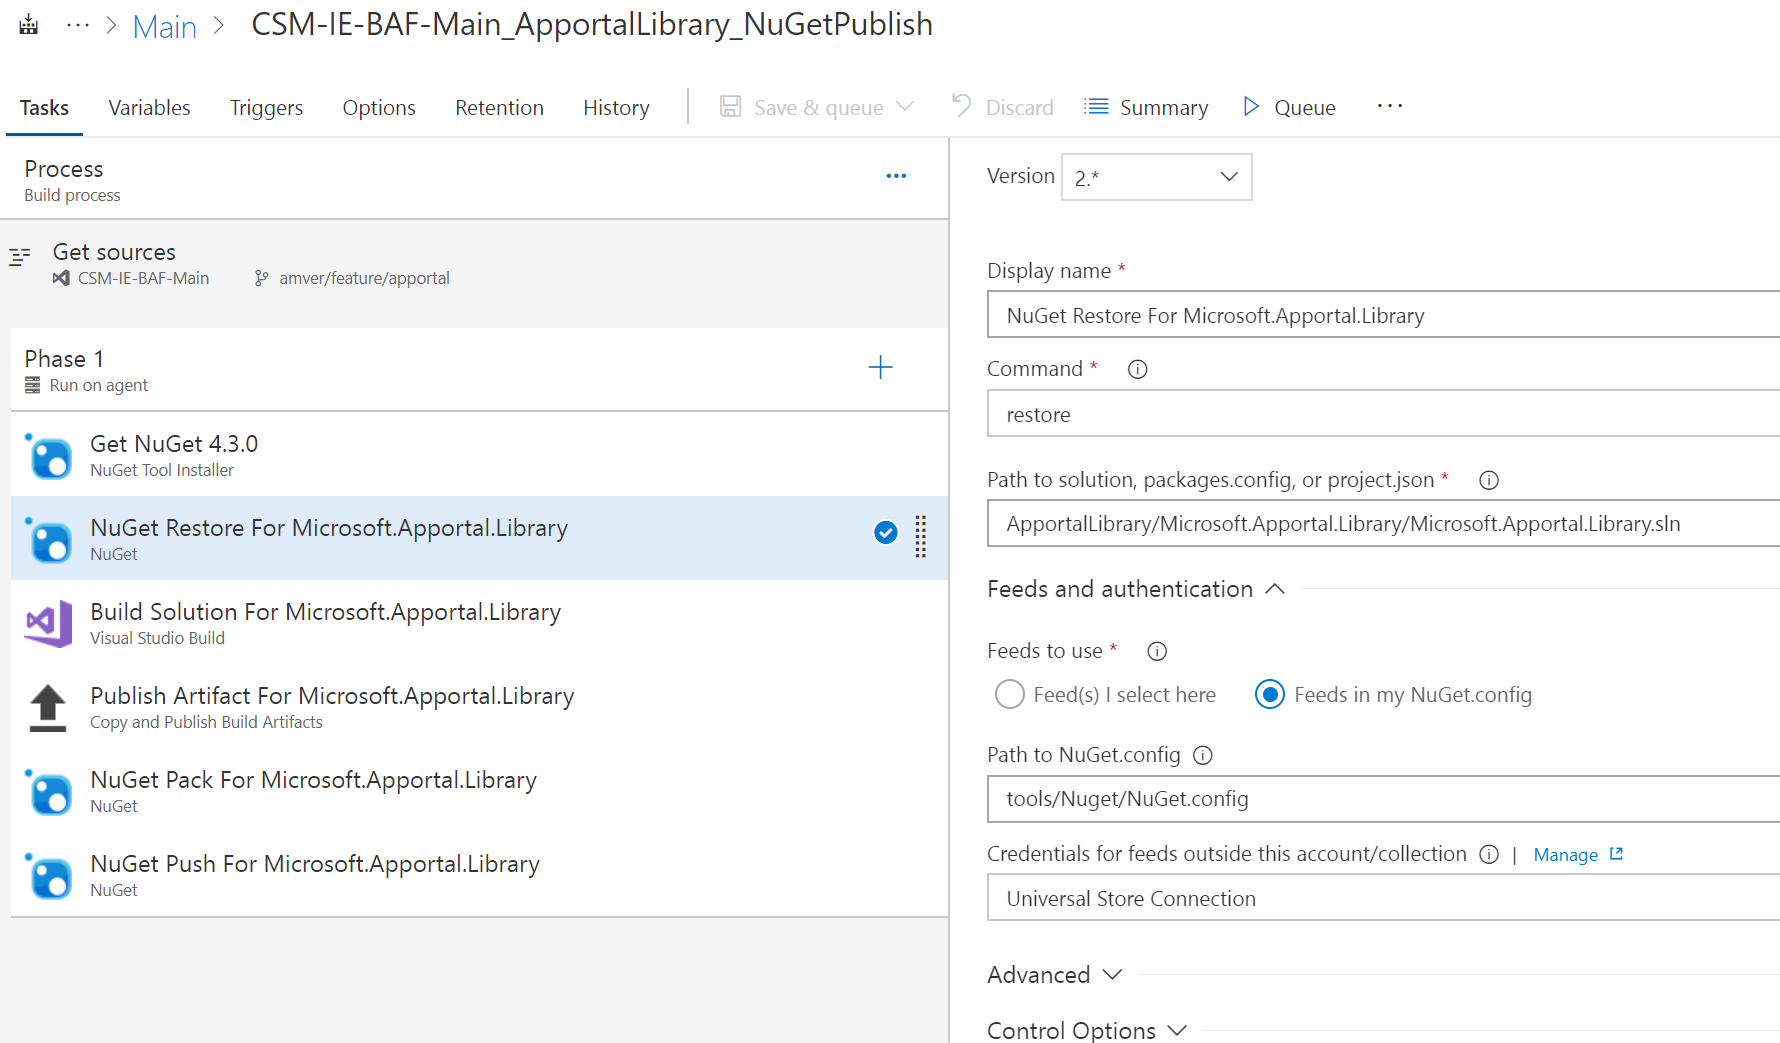 Main
CSM-IE-BAF-Main_ApportalLibrary_NuGetPublish
Tasks
Variables
Triggers
Options
Retention
History
Save & queue
Discard
Summary
Queue
Process
Build process
Get sources
CSM-IE-BAF-Main
amver/feature/apportal
Phase 1
Run on agent
Get NuGet 4.3.0
NuGet Tool Installer
NuGet Restore For Microsoft.Apportal.Library
NuGet
Build Solution For Microsoft.Apportal.Library
Visual Studio Build
Publish Artifact For Microsoft.Apportal.Library
Copy and Publish Build Artifacts
NuGet Pack For Microsoft.Apportal.Library
NuGet
NuGet Push For Microsoft.Apportal.Library
NuGet
Version
2.*
Display name *
NuGet Restore For Microsoft.Apportal.Library
Command *
restore
Path to solution, packages.config, or project.json *
ApportalLibrary/Microsoft.Apportal.Library/Microsoft.Apportal.Library.sln
Feeds and authentication
Feeds to use *
Feed(s) I select here
Feeds in my NuGet.config
Path to NuGet.config
tools/Nuget/NuGet.config
Credentials for feeds outside this account/collection | Manage
Universal Store Connection
Advanced
Control Options